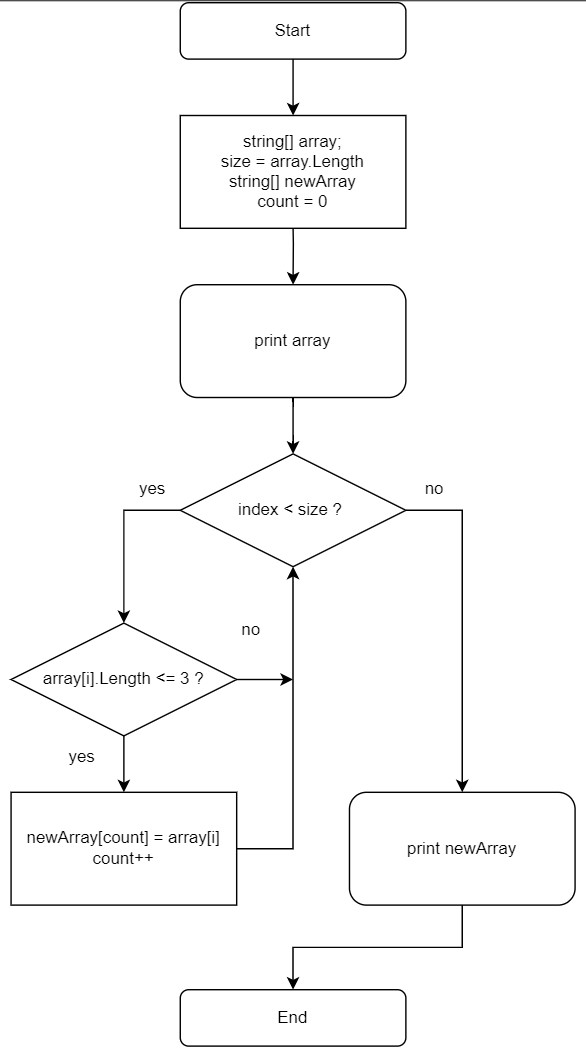 Start
string[] array;
size = array.Length
string[] newArray
count = 0
print array
yes
index < size ?
no
no
array[i].Length <= 3 ?
yes
newArray[count] = array[i]
count++
print newArray
End